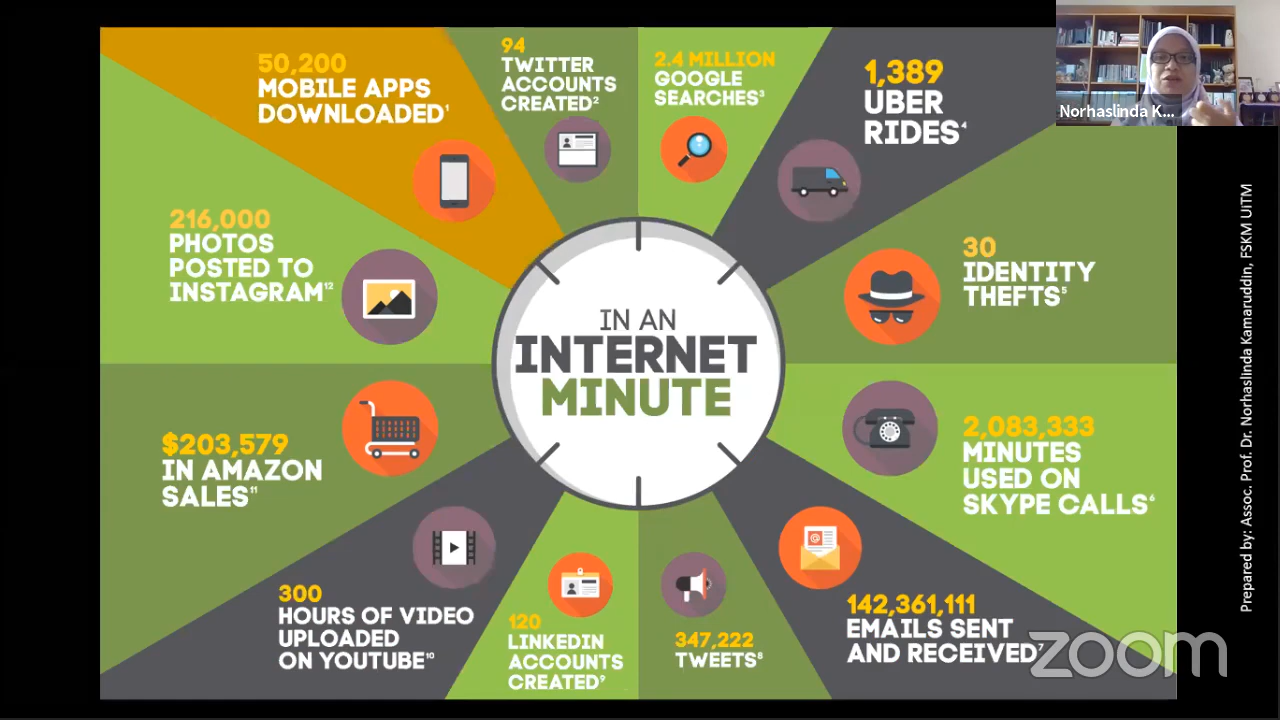 50,200
MOBILE APPS
DOWNLOADED¹
94
TWITTER
ACCOUNTS
CREATED²
2.4 MILLION
GOOGLE
SEARCHES³
1,389
UBER
RIDES⁴
Norhaslinda K...
30
IDENTITY
THEFTS⁵
2,083,333
MINUTES
USED ON
SKYPE CALLS⁶
142,361,111
EMAILS SENT
AND RECEIVED⁷
347,222
TWEETS⁸
120
LINKEDIN
ACCOUNTS
CREATED⁹
300
HOURS OF VIDEO
UPLOADED
ON YOUTUBE¹⁰
$203,579
IN AMAZON
SALES¹¹
216,000
PHOTOS
POSTED TO
INSTAGRAM¹²
IN AN
INTERNET
MINUTE
Prepared by: Assoc. Prof. Dr. Norhaslinda Kamaruddin, FSKM UiTM
zoom